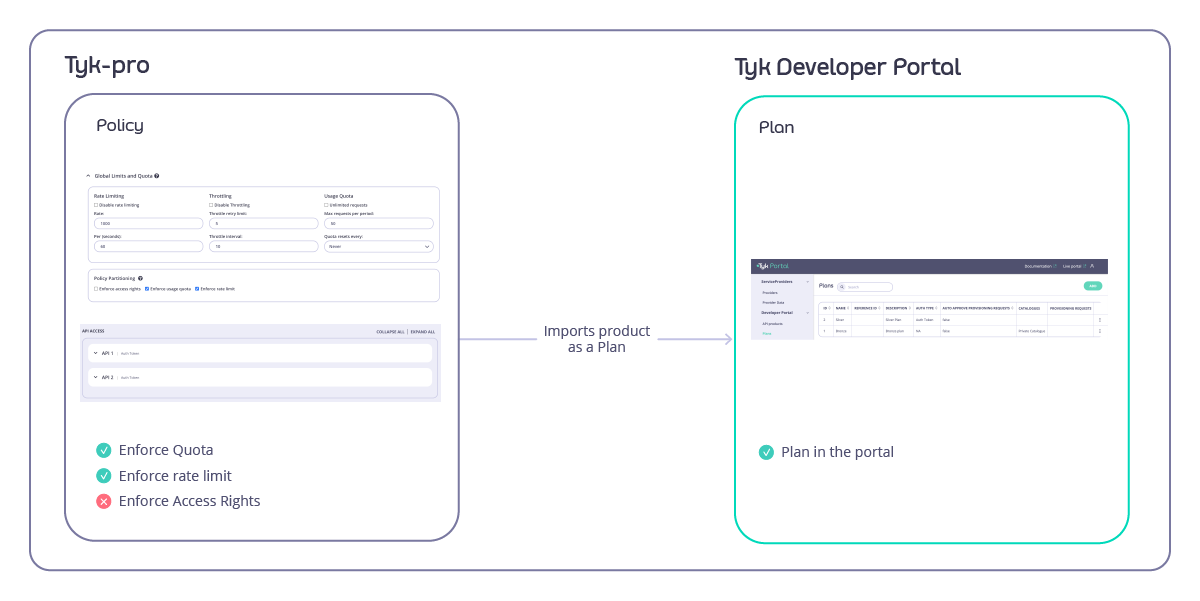 Tyk-pro
Tyk Developer Portal
Policy
Global Limits and Quota
Rate Limiting
Throttling
Usage Quota
Disable rate limiting
Disable Throttling
Unlimited requests
Rate:
Throttle retry limit:
Max requests per period:
1000
Per (seconds):
Throttle interval:
Quota resets every:
60
10
Never
Policy Partitioning
Enforce access rights
Enforce usage quota
Enforce rate limit
API ACCESS
COLLAPSE ALL | EXPAND ALL
API 1 | Auth Token
API 2 | Auth Token
Enforce Quota
Enforce rate limit
Enforce Access Rights
Imports product
as a Plan
Plan
Tyk Portal
Documentation
Live portal
ServiceProviders
Providers
Provider Data
Developer Portal
API products
Plans
Plans
Search
ADD
ID NAME REFERENCE ID DESCRIPTION AUTH TYPE AUTO APPROVE PROVISIONING REQUESTS CATALOGUES PROVISIONING REQUESTS
2 Silver Silver Plan Auth Token false
1 Bronze Bronze plan NA false Private Catalogue
Plan in the portal